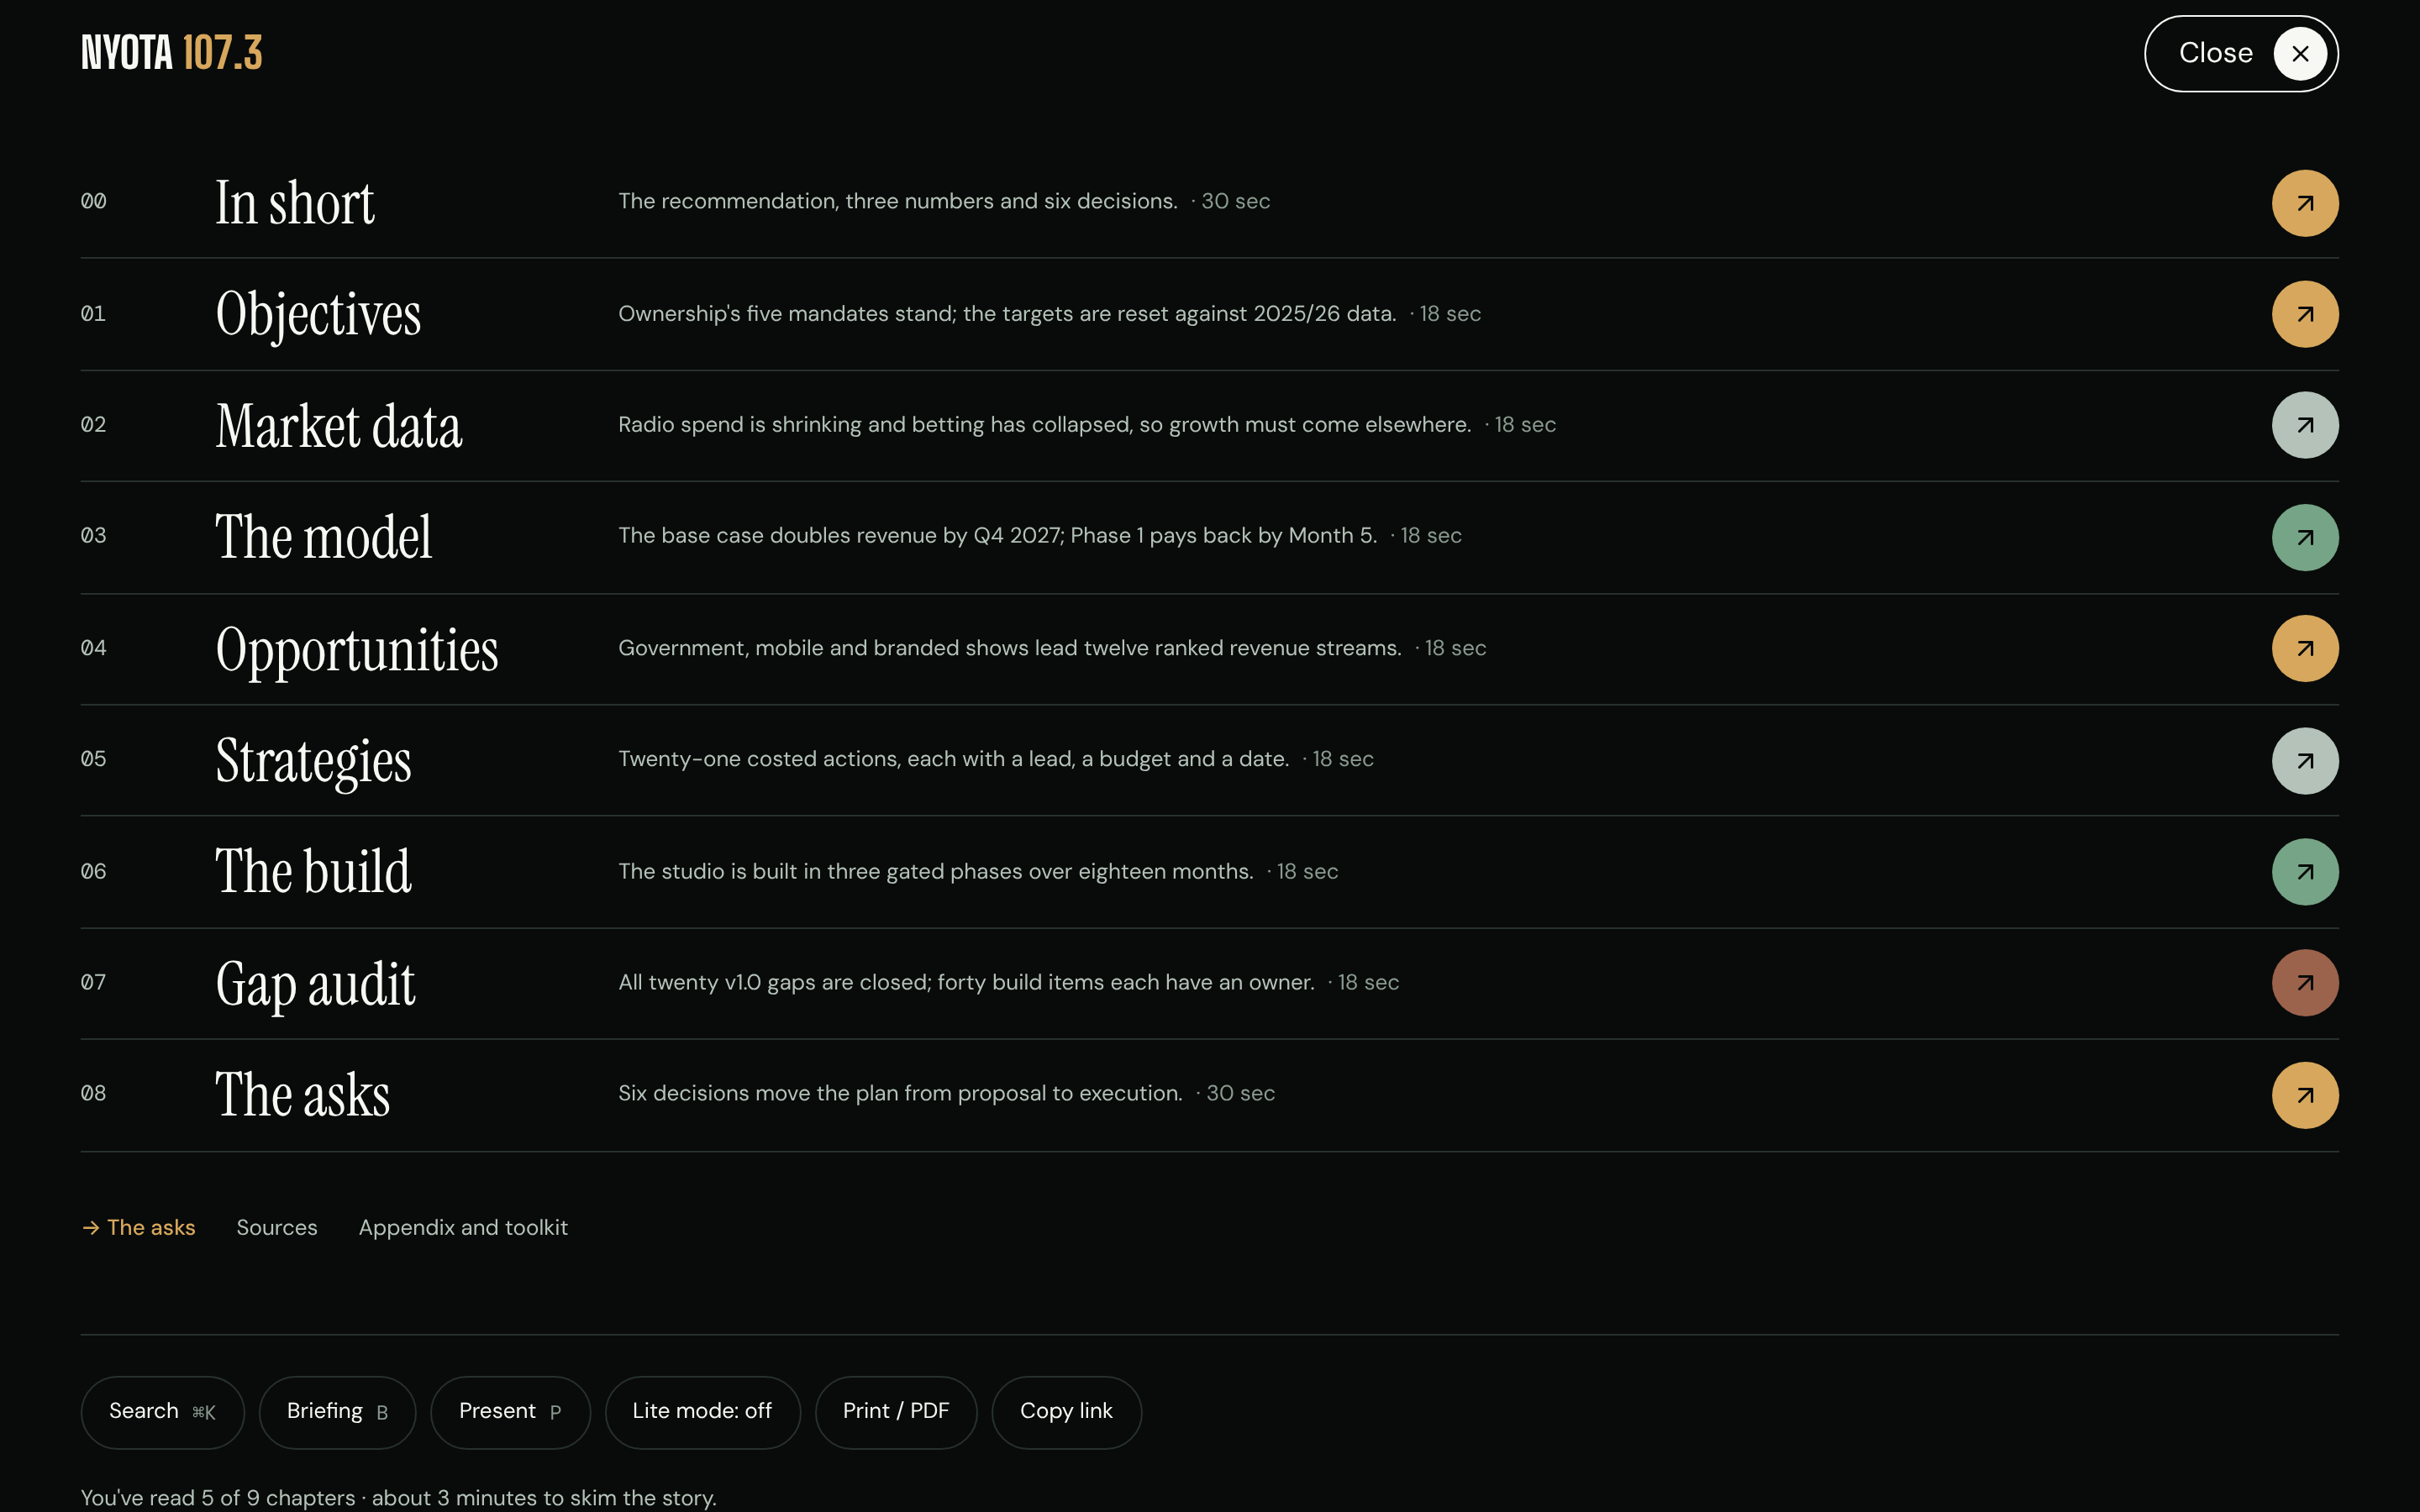 NYOTA 107.3
Close
00 In short The recommendation, three numbers and six decisions. · 30 sec
01 Objectives Ownership's five mandates stand; the targets are reset against 2025/26 data. · 18 sec
02 Market data Radio spend is shrinking and betting has collapsed, so growth must come elsewhere. · 18 sec
03 The model The base case doubles revenue by Q4 2027; Phase 1 pays back by Month 5. · 18 sec
04 Opportunities Government, mobile and branded shows lead twelve ranked revenue streams. · 18 sec
05 Strategies Twenty-one costed actions, each with a lead, a budget and a date. · 18 sec
06 The build The studio is built in three gated phases over eighteen months. · 18 sec
07 Gap audit All twenty v1.0 gaps are closed; forty build items each have an owner. · 18 sec
08 The asks Six decisions move the plan from proposal to execution. · 30 sec
→ The asks Sources Appendix and toolkit
Search ⌘K Briefing B Present P Lite mode: off Print / PDF Copy link
You've read 5 of 9 chapters · about 3 minutes to skim the story.